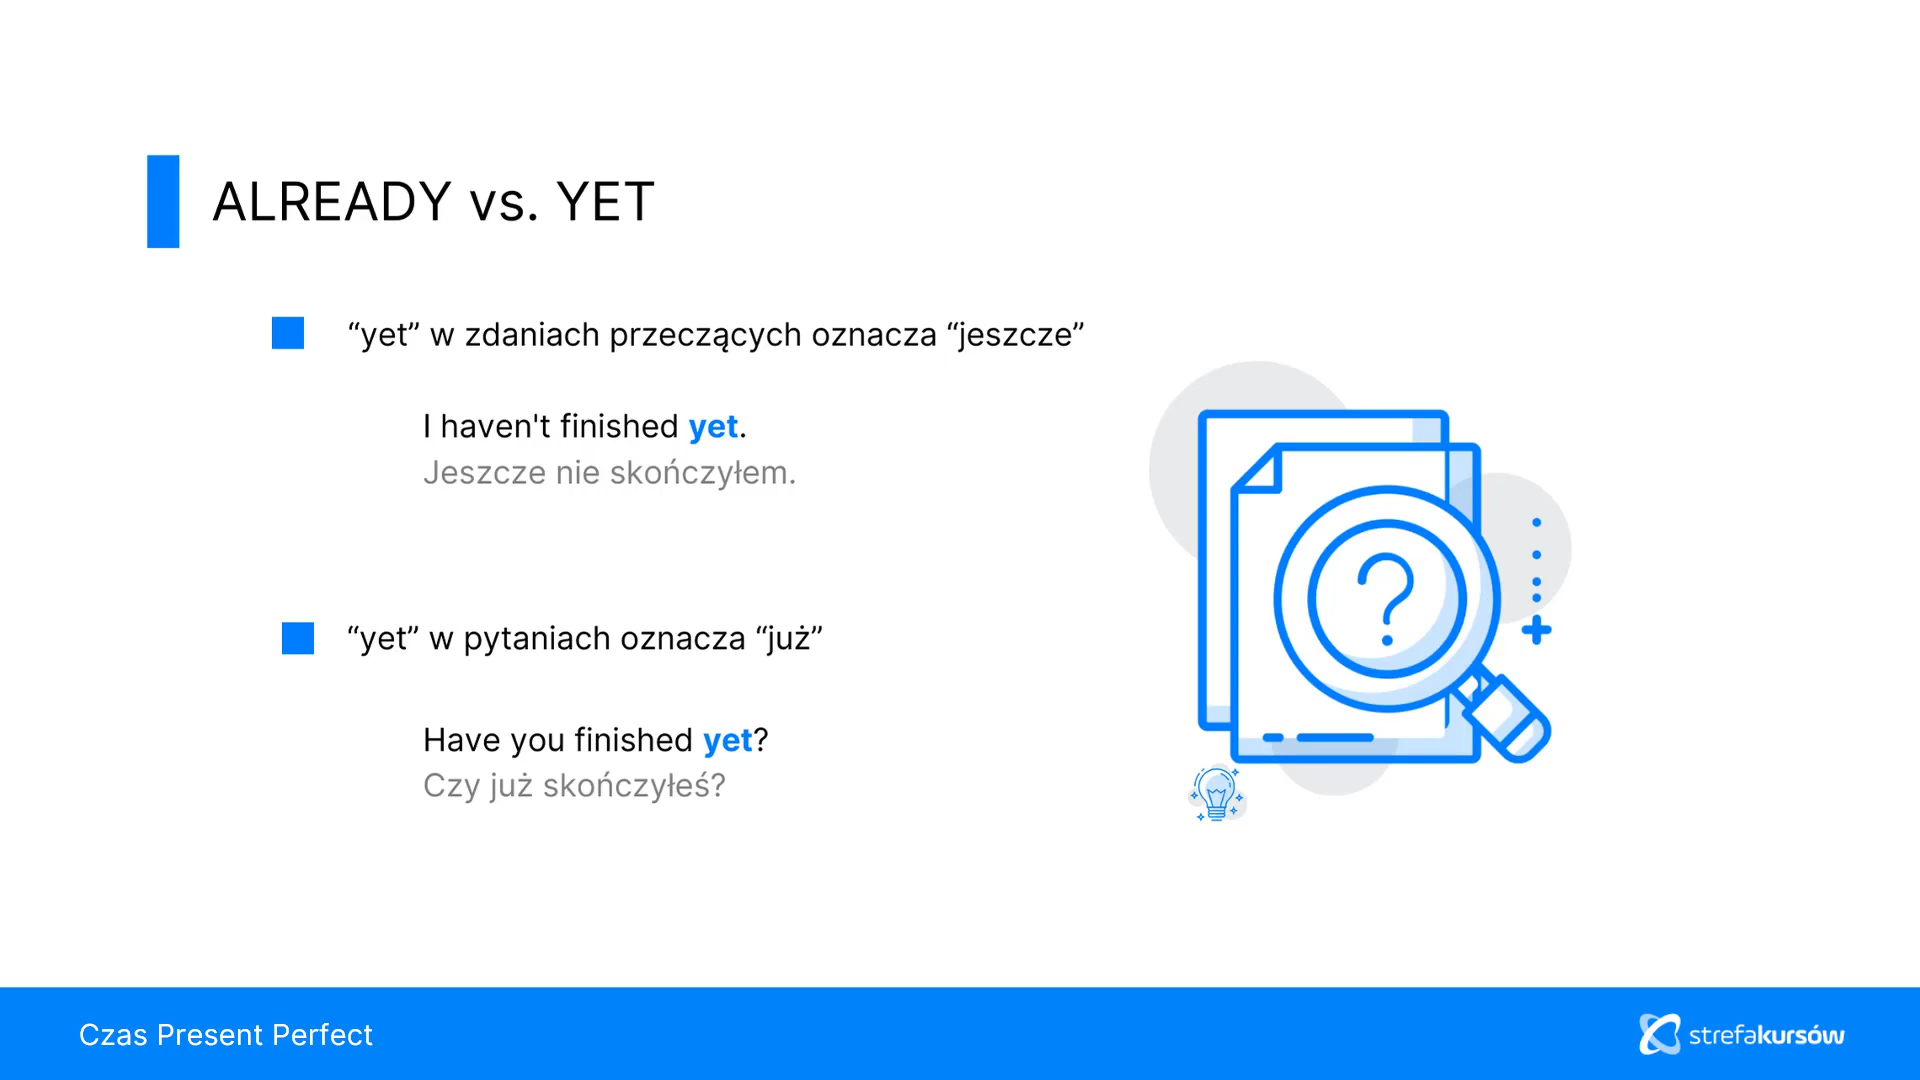 ALREADY vs. YET
“yet” w zdaniach przeczących oznacza “jeszcze”
I haven't finished yet.
Jeszcze nie skończyłem.
“yet” w pytaniach oznacza “już”
Have you finished yet?
Czy już skończyłeś?
?
Czas Present Perfect
strefakursów